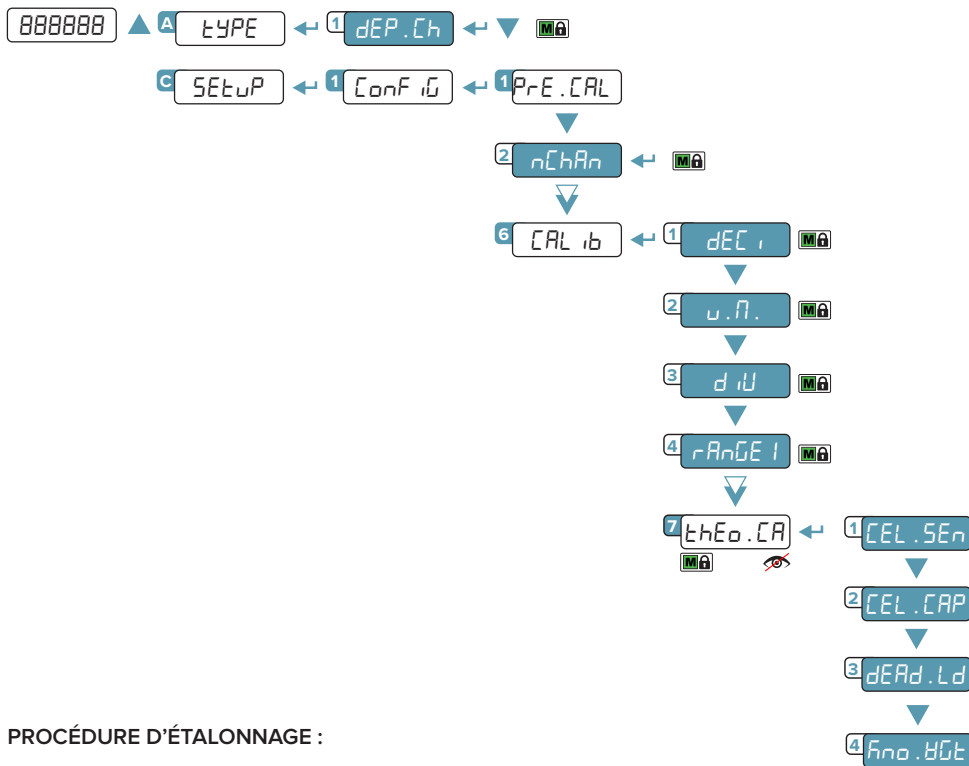 888888 A tYPE 1 dEP.Ch M
C SEtuP 1 ConFiG 1 PrE.CAL
2 nChAn M
6 CALib 1 dECi M
2 u.M. M
3 diU M
4 rAnGE1 M
7 thEo.CA 1 CEL.SEn
M
2 CEL.CAP
3 dEAd.Ld
PROCÉDURE D’ÉTALONNAGE :
4 kno.WGt